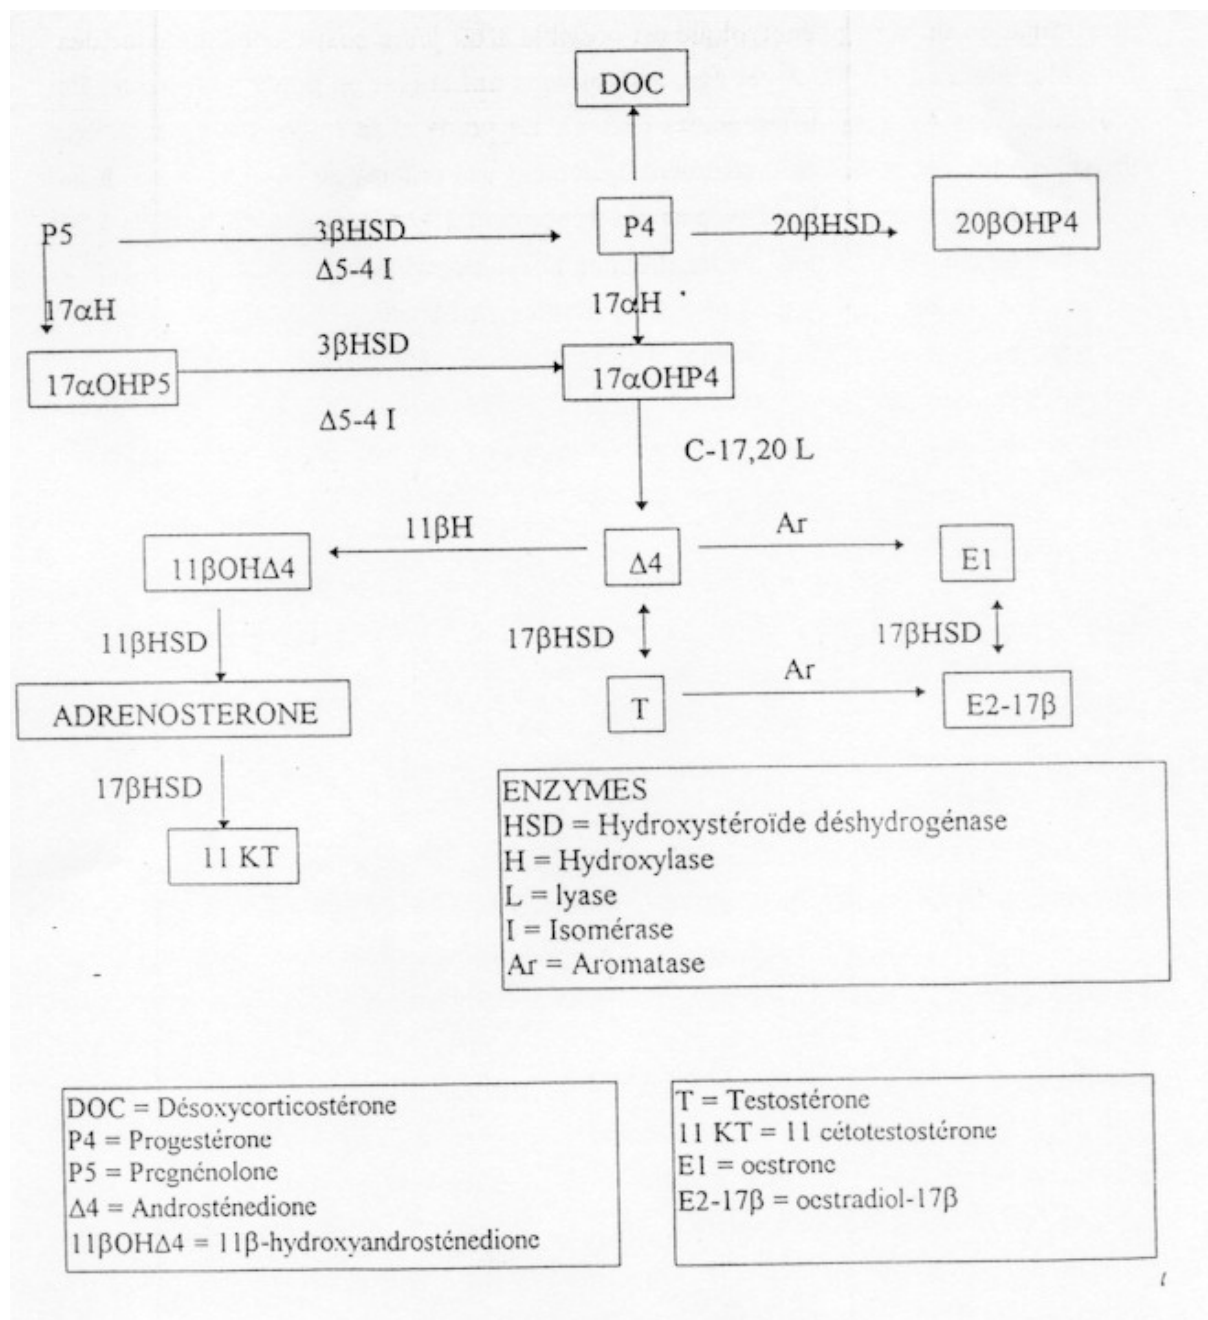 DOC
P5
3βHSD
P4
20βHSD
20βOHP4
Δ5-4 I
17αH
17αH
3βHSD
17αOHP5
17αOHP4
Δ5-4 I
C-17,20 L
11βH
Ar
11βOHΔ4
Δ4
E1
11βHSD
17βHSD
17βHSD
Ar
ADRENOSTERONE
T
E2-17β
17βHSD
11 KT
ENZYMES
HSD = Hydroxystéroïde déshydrogénase
H = Hydroxylase
L = lyase
I = Isomérase
Ar = Aromatase
DOC = Désoxycorticostérone
P4 = Progestérone
P5 = Pregnénolone
Δ4 = Androsténedione
11βOHΔ4 = 11β-hydroxyandrosténedione
T = Testostérone
11 KT = 11 cétotestostérone
E1 = oestrone
E2-17β = oestradiol-17β